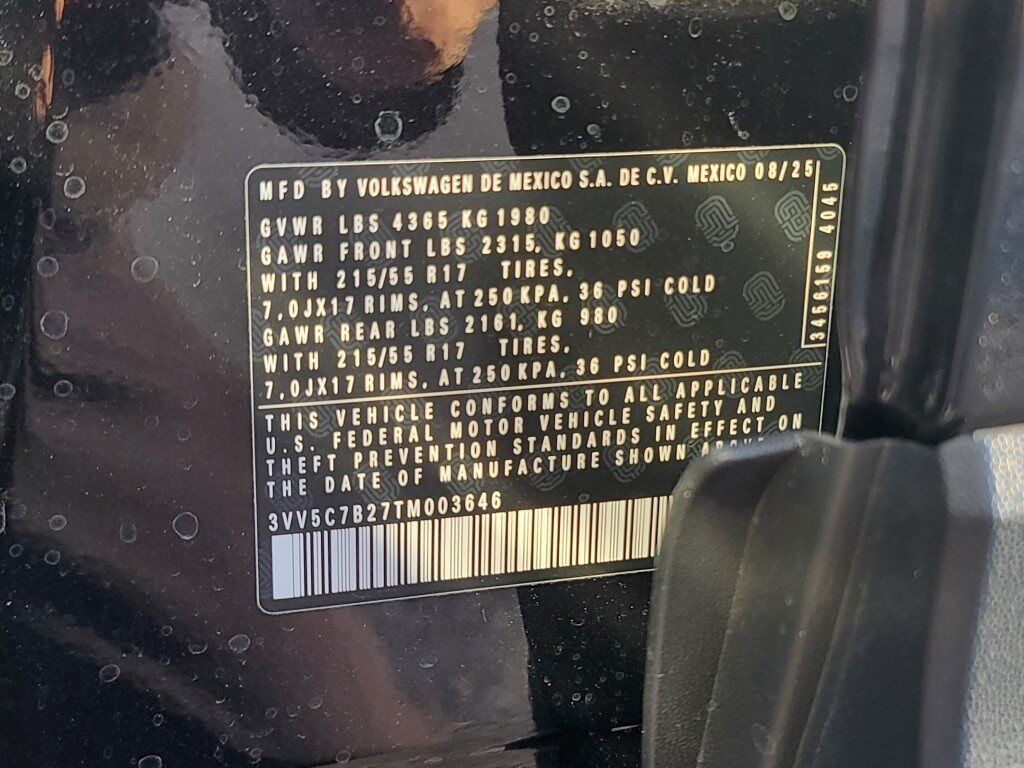 MFD BY VOLKSWAGEN DE MEXICO S.A. DE C.V. MEXICO 08/25
GVWR LBS 4365 KG 1980
GAWR FRONT LBS 2315, KG 1050
WITH 215/55 R17 TIRES,
7,0JX17 RIMS, AT 250 KPA, 36 PSI COLD
GAWR REAR LBS 2161, KG 980
WITH 215/55 R17 TIRES,
7,0JX17 RIMS, AT 250 KPA, 36 PSI COLD
3456159 4045
THIS VEHICLE CONFORMS TO ALL APPLICABLE
U.S. FEDERAL MOTOR VEHICLE SAFETY AND
THEFT PREVENTION STANDARDS IN EFFECT ON
THE DATE OF MANUFACTURE SHOWN
3VV5C7B27TM003646